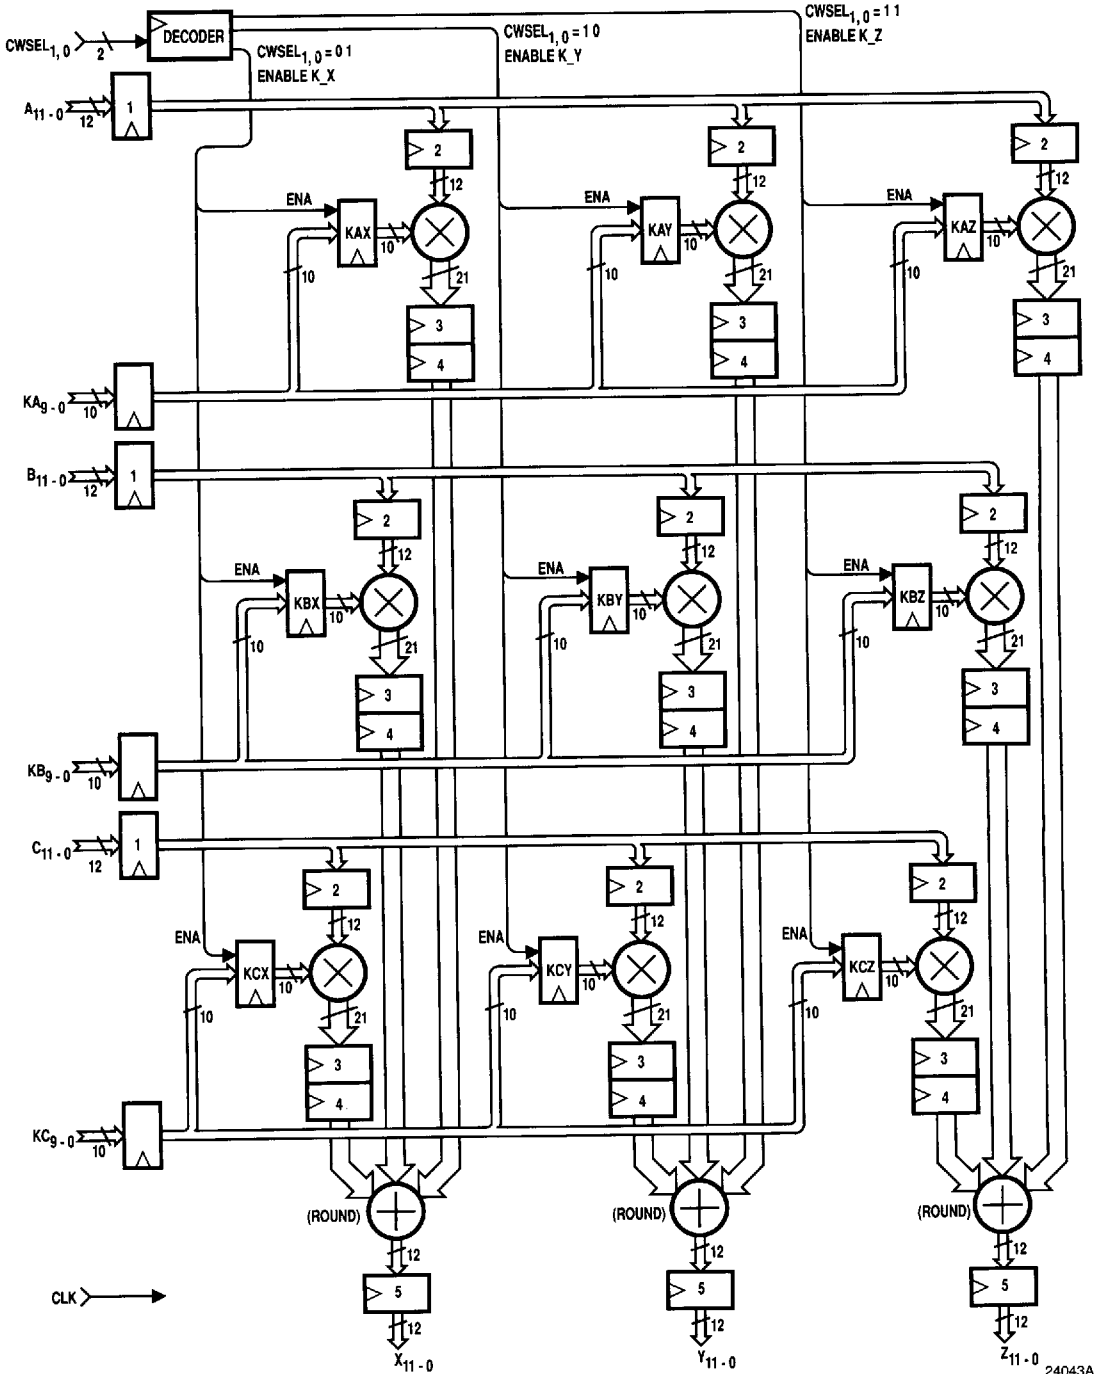 CWSEL1, 0
2
DECODER
CWSEL1, 0 = 0 1
ENABLE K_X
CWSEL1, 0 = 1 0
ENABLE K_Y
CWSEL1, 0 = 1 1
ENABLE K_Z
A11 - 0
12
1
2
2
2
12
12
12
ENA
KAX
10
ENA
KAY
10
ENA
KAZ
10
10
21
10
21
10
21
3
4
3
4
3
4
KA9 - 0
10
B11 - 0
12
1
2
2
2
12
12
12
ENA
KBX
10
ENA
KBY
10
ENA
KBZ
10
10
21
10
21
10
21
3
4
3
4
3
4
KB9 - 0
10
C11 - 0
12
1
2
2
2
12
12
12
ENA
KCX
10
ENA
KCY
10
ENA
KCZ
10
10
21
10
21
10
21
3
4
3
4
3
4
KC9 - 0
10
(ROUND)
(ROUND)
(ROUND)
12
12
12
CLK
5
5
5
12
12
12
X11 - 0
Y11 - 0
Z11 - 0
24043A